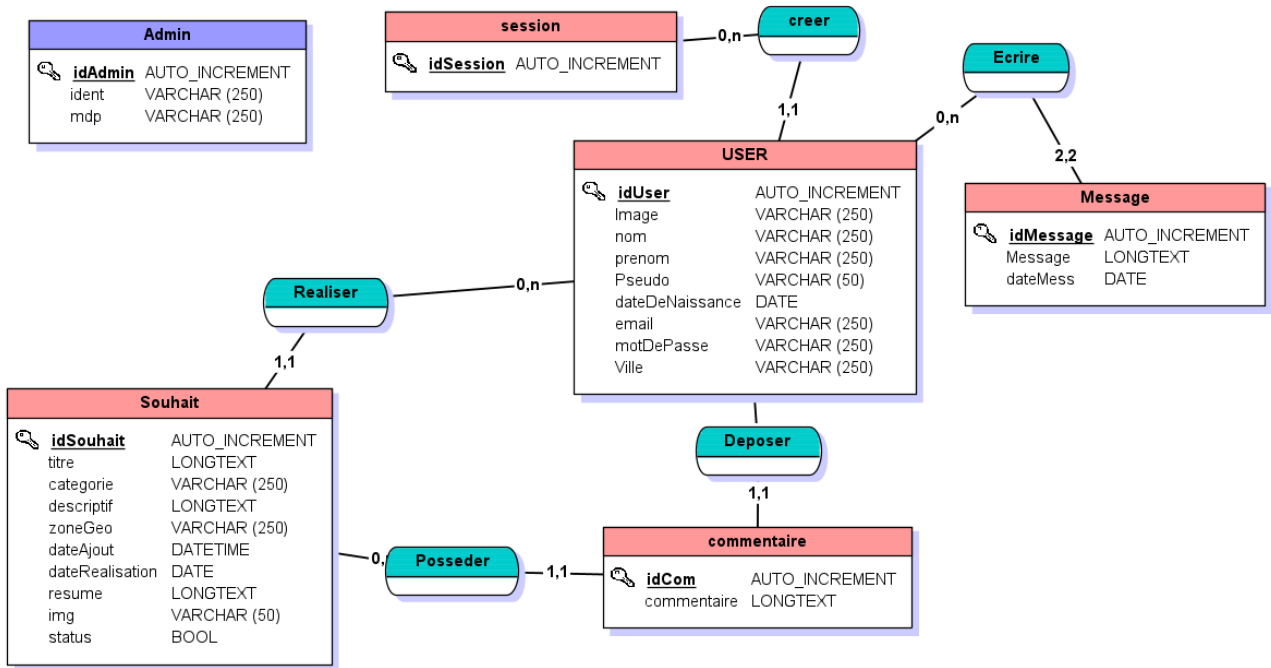 Admin
idAdmin AUTO_INCREMENT
ident VARCHAR (250)
mdp VARCHAR (250)
session
idSession AUTO_INCREMENT
0,n
creer
1,1
Ecrire
0,n
2,2
USER
idUser AUTO_INCREMENT
Image VARCHAR (250)
nom VARCHAR (250)
prenom VARCHAR (250)
Pseudo VARCHAR (50)
dateDeNaissance DATE
email VARCHAR (250)
motDePasse VARCHAR (250)
Ville VARCHAR (250)
Message
idMessage AUTO_INCREMENT
Message LONGTEXT
dateMess DATE
Realiser
0,n
1,1
Souhait
idSouhait AUTO_INCREMENT
titre LONGTEXT
categorie VARCHAR (250)
descriptif LONGTEXT
zoneGeo VARCHAR (250)
dateAjout DATETIME
dateRealisation DATE
resume LONGTEXT
img VARCHAR (50)
status BOOL
Deposer
1,1
0,
Posseder
1,1
commentaire
idCom AUTO_INCREMENT
commentaire LONGTEXT